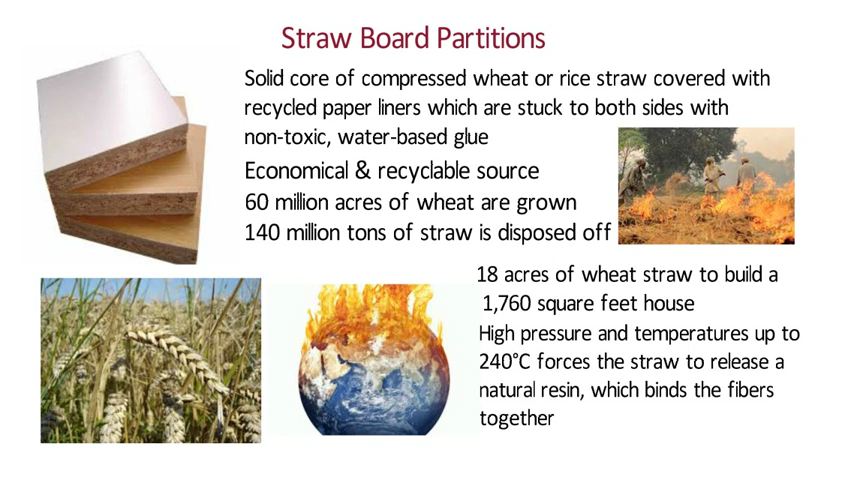 Straw Board Partitions
Solid core of compressed wheat or rice straw covered with
recycled paper liners which are stuck to both sides with
non-toxic, water-based glue
Economical & recyclable source
60 million acres of wheat are grown
140 million tons of straw is disposed off
18 acres of wheat straw to build a
1,760 square feet house
High pressure and temperatures up to
240°C forces the straw to release a
natural resin, which binds the fibers
together